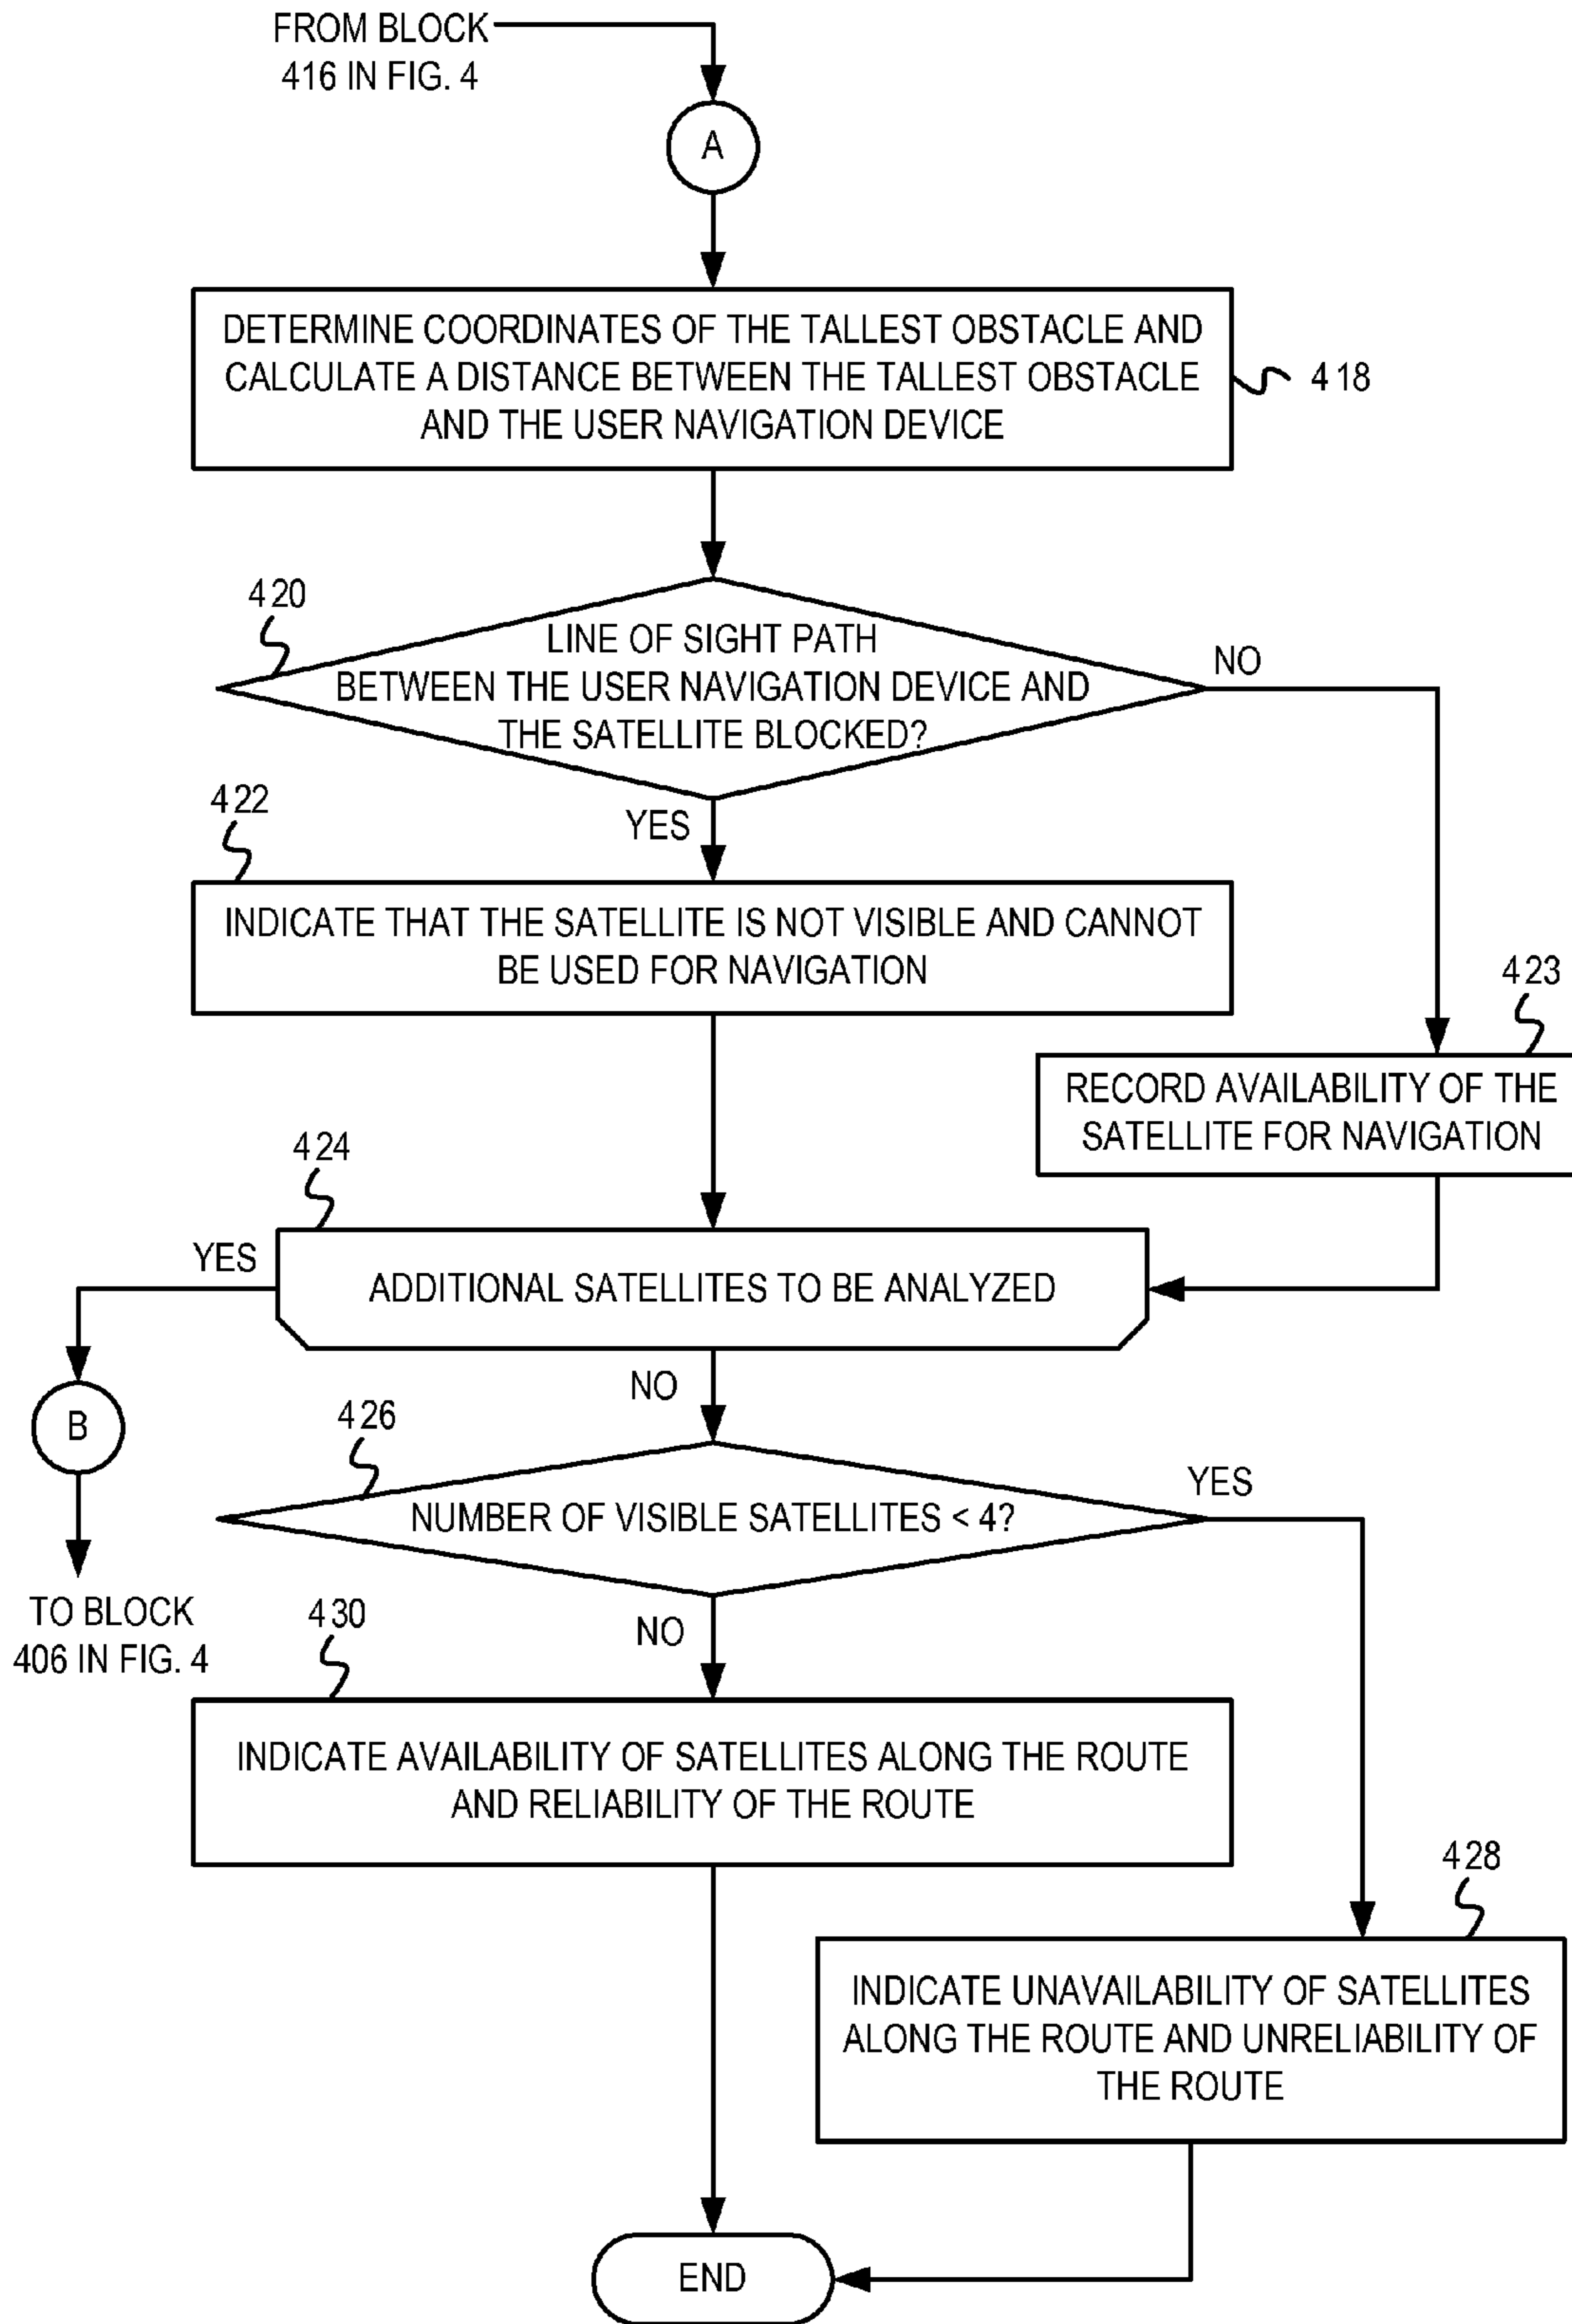 FROM BLOCK
416 IN FIG. 4
A
DETERMINE COORDINATES OF THE TALLEST OBSTACLE AND
CALCULATE A DISTANCE BETWEEN THE TALLEST OBSTACLE
AND THE USER NAVIGATION DEVICE
418
420
LINE OF SIGHT PATH
BETWEEN THE USER NAVIGATION DEVICE AND
THE SATELLITE BLOCKED?
NO
YES
422
INDICATE THAT THE SATELLITE IS NOT VISIBLE AND CANNOT
BE USED FOR NAVIGATION
423
RECORD AVAILABILITY OF THE
SATELLITE FOR NAVIGATION
424
YES
ADDITIONAL SATELLITES TO BE ANALYZED
NO
B
TO BLOCK
406 IN FIG. 4
426
NUMBER OF VISIBLE SATELLITES < 4?
YES
NO
430
INDICATE AVAILABILITY OF SATELLITES ALONG THE ROUTE
AND RELIABILITY OF THE ROUTE
428
INDICATE UNAVAILABILITY OF SATELLITES
ALONG THE ROUTE AND UNRELIABILITY OF
THE ROUTE
END